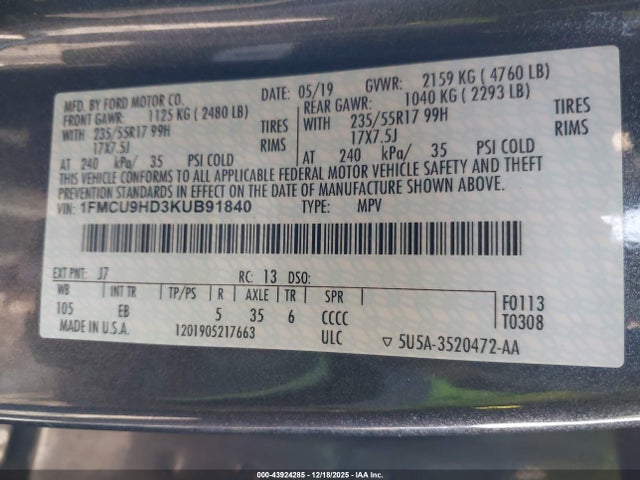 MFD. BY FORD MOTOR CO. DATE: 05/19 GVWR: 2159 KG ( 4760 LB)
FRONT GAWR: 1125 KG ( 2480 LB) REAR GAWR: 1040 KG ( 2293 LB)
WITH 235/55R17 99H TIRES WITH 235/55R17 99H TIRES
17X7.5J RIMS 17X7.5J RIMS
AT 240 kPa/ 35 PSI COLD AT 240 kPa/ 35 PSI COLD
THIS VEHICLE CONFORMS TO ALL APPLICABLE FEDERAL MOTOR VEHICLE SAFETY AND THEFT
PREVENTION STANDARDS IN EFFECT ON THE DATE OF MANUFACTURE SHOWN ABOVE.
VIN: 1FMCU9HD3KUB91840 TYPE: MPV
EXT PNT: J7 RC: 13 DSO:
WB INT TR TP/PS R AXLE TR SPR F0113
105 EB 5 35 6 CCCC T0308
MADE IN U.S.A. 1201905217663 ULC 5U5A-3520472-AA
00-43924285 - 12/18/2025 - IAA Inc.